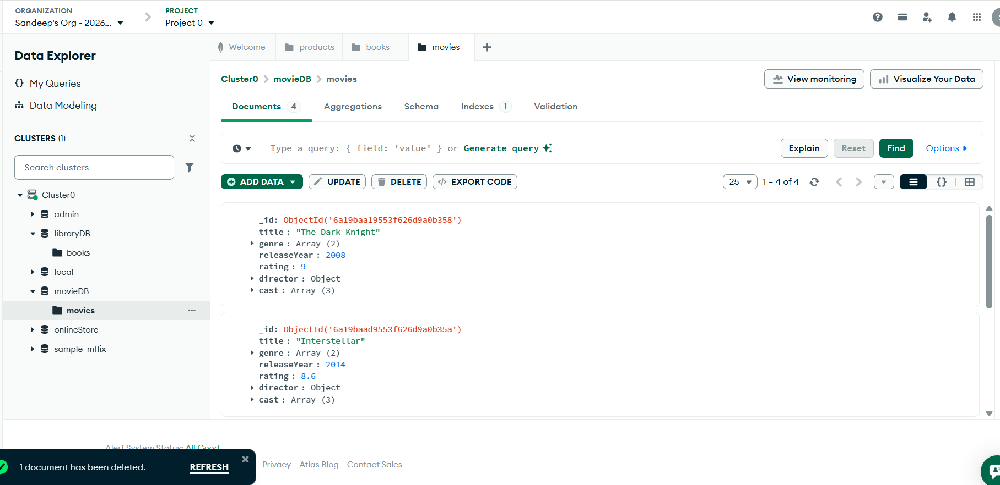 ORGANIZATION
Sandeep's Org - 2026...
PROJECT
Project 0
Data Explorer
My Queries
Data Modeling
CLUSTERS (1)
Search clusters
Cluster0
admin
libraryDB
books
local
movieDB
movies
onlineStore
sample_mflix
Welcome
products
books
movies
Cluster0 > movieDB > movies
View monitoring
Visualize Your Data
Documents 4
Aggregations
Schema
Indexes 1
Validation
Type a query: { field: 'value' } or Generate query
Explain
Reset
Find
Options
ADD DATA
UPDATE
DELETE
EXPORT CODE
25
1 – 4 of 4
_id: ObjectId('6a19baa19553f626d9a0b358')
title : "The Dark Knight"
genre : Array (2)
releaseYear : 2008
rating : 9
director : Object
cast : Array (3)
_id: ObjectId('6a19baad9553f626d9a0b35a')
title : "Interstellar"
genre : Array (2)
releaseYear : 2014
rating : 8.6
director : Object
cast : Array (3)
Alert System Status: All Good
1 document has been deleted.
REFRESH
Privacy
Atlas Blog
Contact Sales